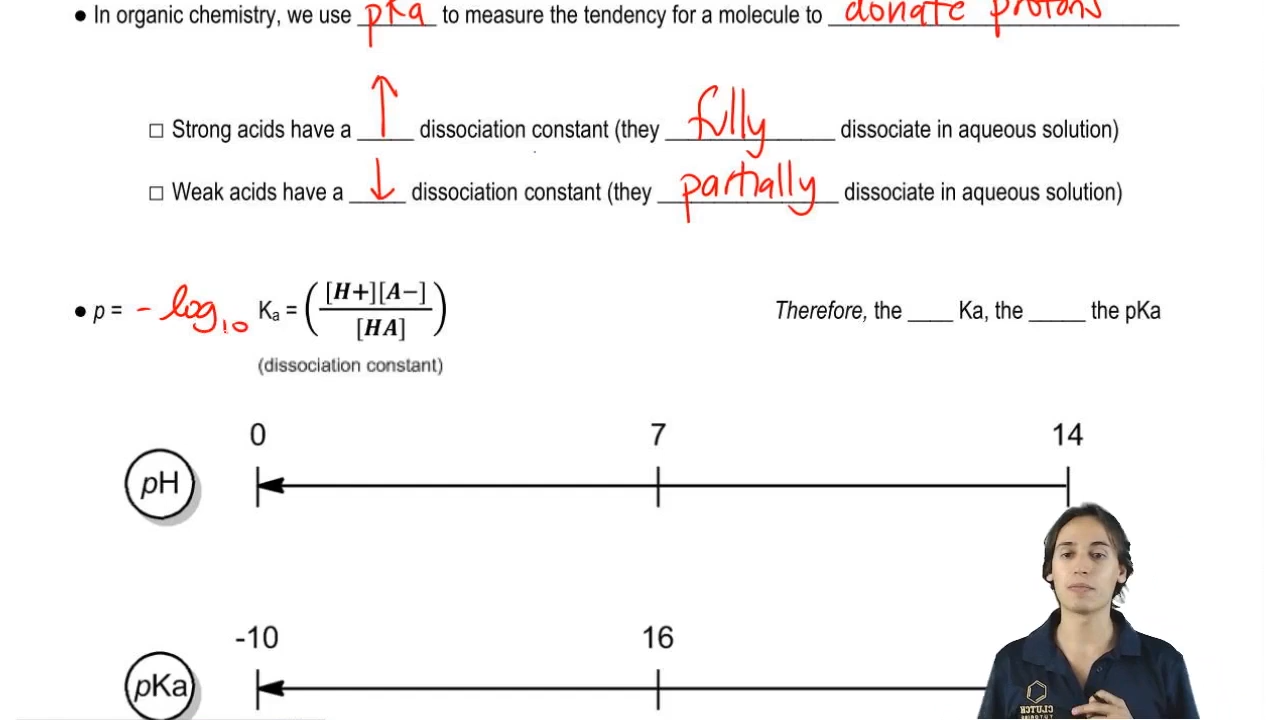 ● In organic chemistry, we use pKa to measure the tendency for a molecule to donate protons
□ Strong acids have a ↑ dissociation constant (they fully dissociate in aqueous solution)
□ Weak acids have a ↓ dissociation constant (they partially dissociate in aqueous solution)
● p = - log10 Ka = ([H+][A−] / [HA]) Therefore, the ____ Ka, the _____ the pKa
(dissociation constant)
0 7 14
pH
-10 16
pKa
CLUTCH